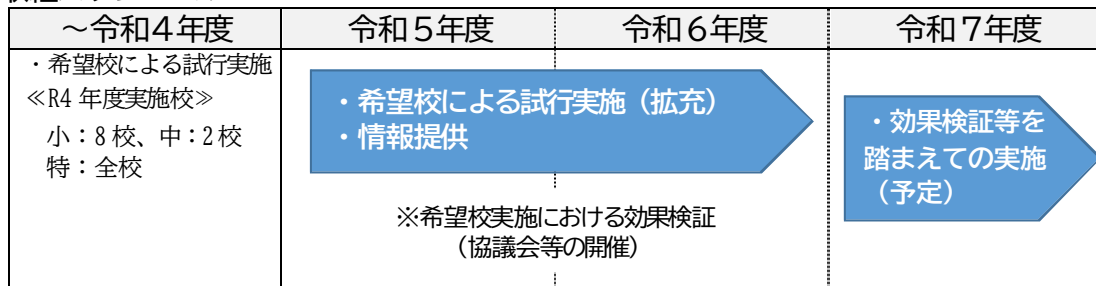 ～令和４年度
令和５年度
令和６年度
令和７年度
・希望校による試行実施
≪R4 年度実施校≫
小：8 校、中：2 校
特：全校
・希望校による試行実施（拡充）
・情報提供
※希望校実施における効果検証
（協議会等の開催）
・効果検証等を
踏まえての実施
（予定）